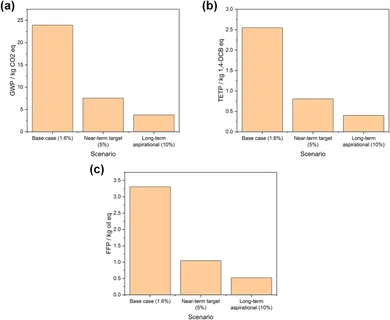 (a)
GWP / kg CO2 eq
25
20
15
10
5
0
Base case (1.6%)
Near-term target
(5%)
Long-term
aspirational (10%)
Scenario
(b)
TETP / kg 1,4-DCB eq
3.0
2.5
2.0
1.5
1.0
0.5
0.0
Base case (1.6%)
Near-term target
(5%)
Long-term
aspirational (10%)
Scenario
(c)
FFP / kg oil eq
3.5
3.0
2.5
2.0
1.5
1.0
0.5
0.0
Base case (1.6%)
Near-term target
(5%)
Long-term
aspirational (10%)
Scenario